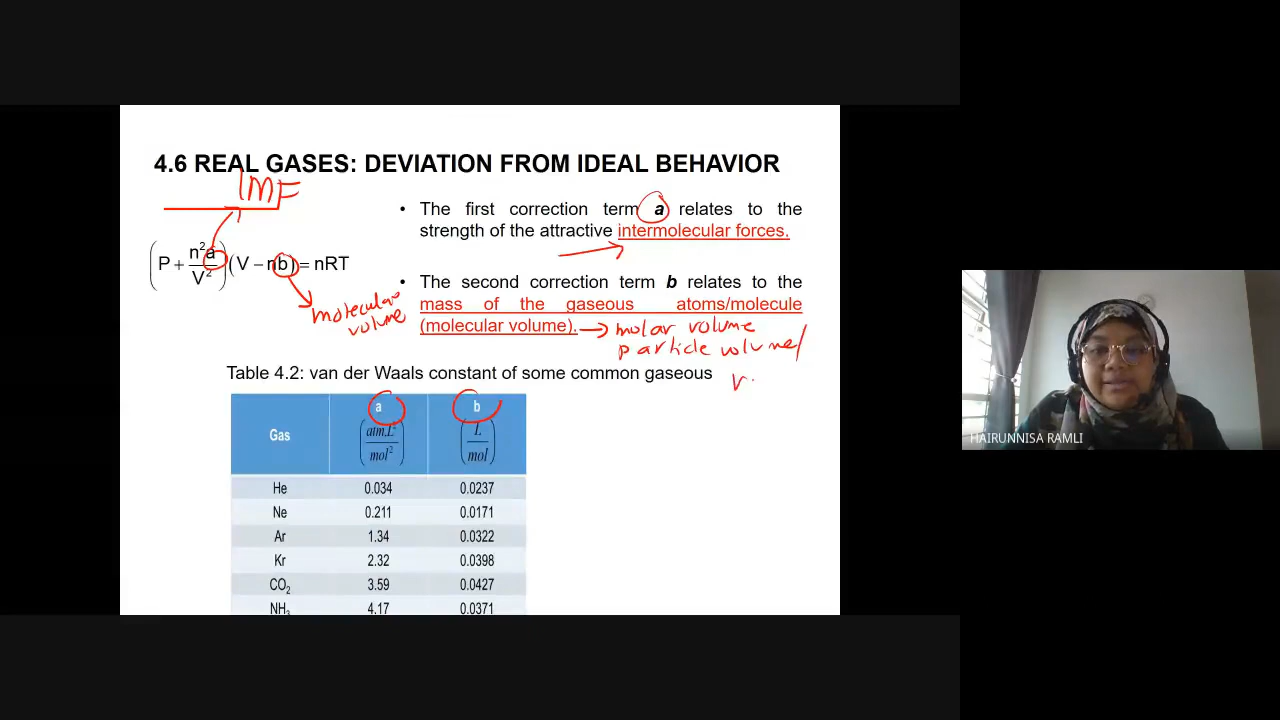 4.6 REAL GASES: DEVIATION FROM IDEAL BEHAVIOR
IMF
(P + n²a/V²)(V − nb) = nRT
molecular
volume
• The first correction term a relates to the
strength of the attractive intermolecular forces.
• The second correction term b relates to the
mass of the gaseous atoms/molecule
(molecular volume). → molar volume
particle volume/
v.
Table 4.2: van der Waals constant of some common gaseous
Gas a (atm.L²/mol²) b (L/mol)
He 0.034 0.0237
Ne 0.211 0.0171
Ar 1.34 0.0322
Kr 2.32 0.0398
CO₂ 3.59 0.0427
NH₃ 4.17 0.0371
HAIRUNNISA RAMLI